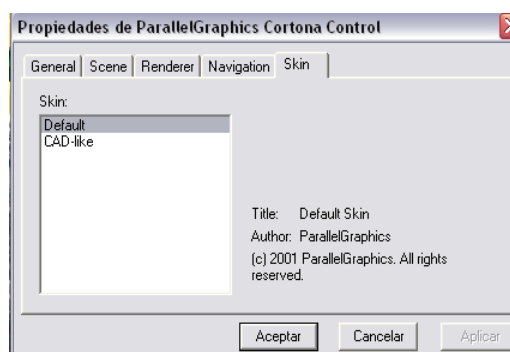 Propiedades de ParallelGraphics Cortona Control
General Scene Renderer Navigation Skin
Skin:
Default
CAD-like
Title: Default Skin
Author: ParallelGraphics
(c) 2001 ParallelGraphics. All rights
reserved.
Aceptar Cancelar Aplicar